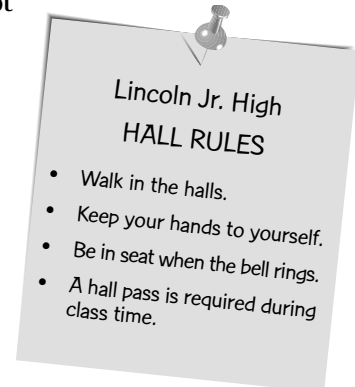 Lincoln Jr. High
HALL RULES
• Walk in the halls.
• Keep your hands to yourself.
• Be in seat when the bell rings.
• A hall pass is required during
class time.